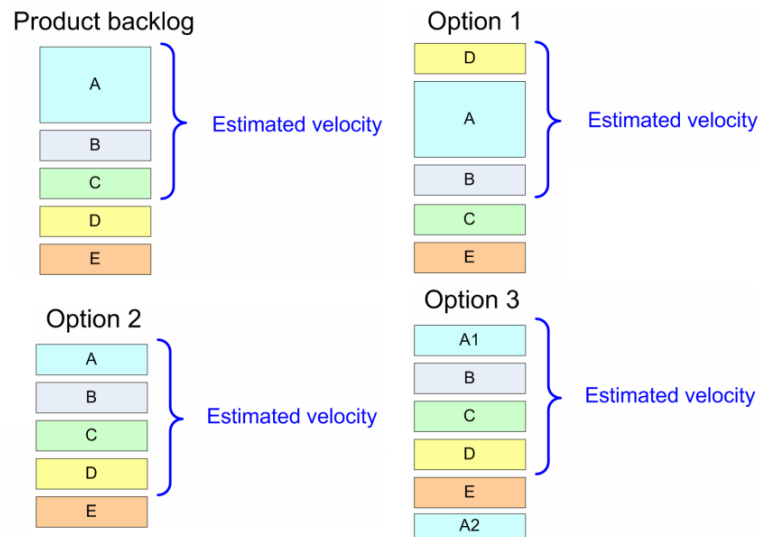 Product backlog
A
B
C
D
E
Estimated velocity
Option 1
D
A
B
C
E
Estimated velocity
Option 2
A
B
C
D
E
Estimated velocity
Option 3
A1
B
C
D
E
A2
Estimated velocity